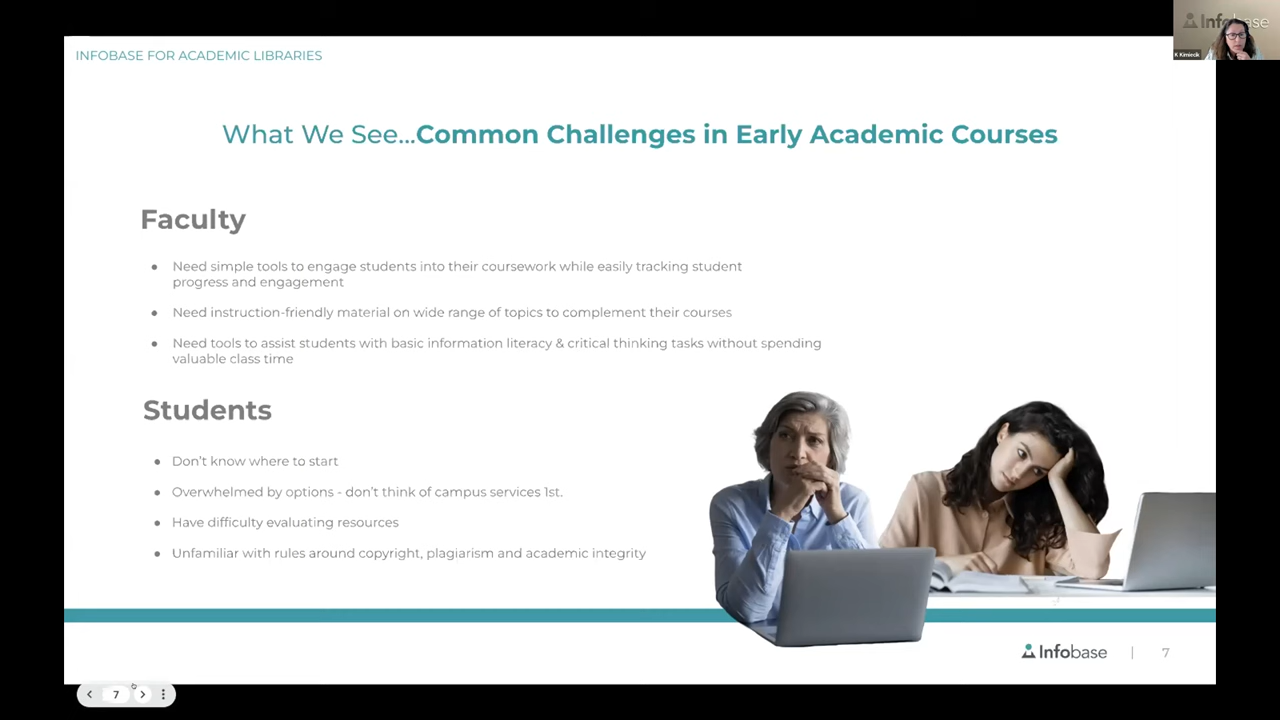 INFOBASE FOR ACADEMIC LIBRARIES
Infobase
K Kimiecik
What We See...Common Challenges in Early Academic Courses
Faculty
● Need simple tools to engage students into their coursework while easily tracking student
progress and engagement
● Need instruction-friendly material on wide range of topics to complement their courses
● Need tools to assist students with basic information literacy & critical thinking tasks without spending
valuable class time
Students
● Don't know where to start
● Overwhelmed by options - don't think of campus services 1st.
● Have difficulty evaluating resources
● Unfamiliar with rules around copyright, plagiarism and academic integrity
Infobase | 7
7